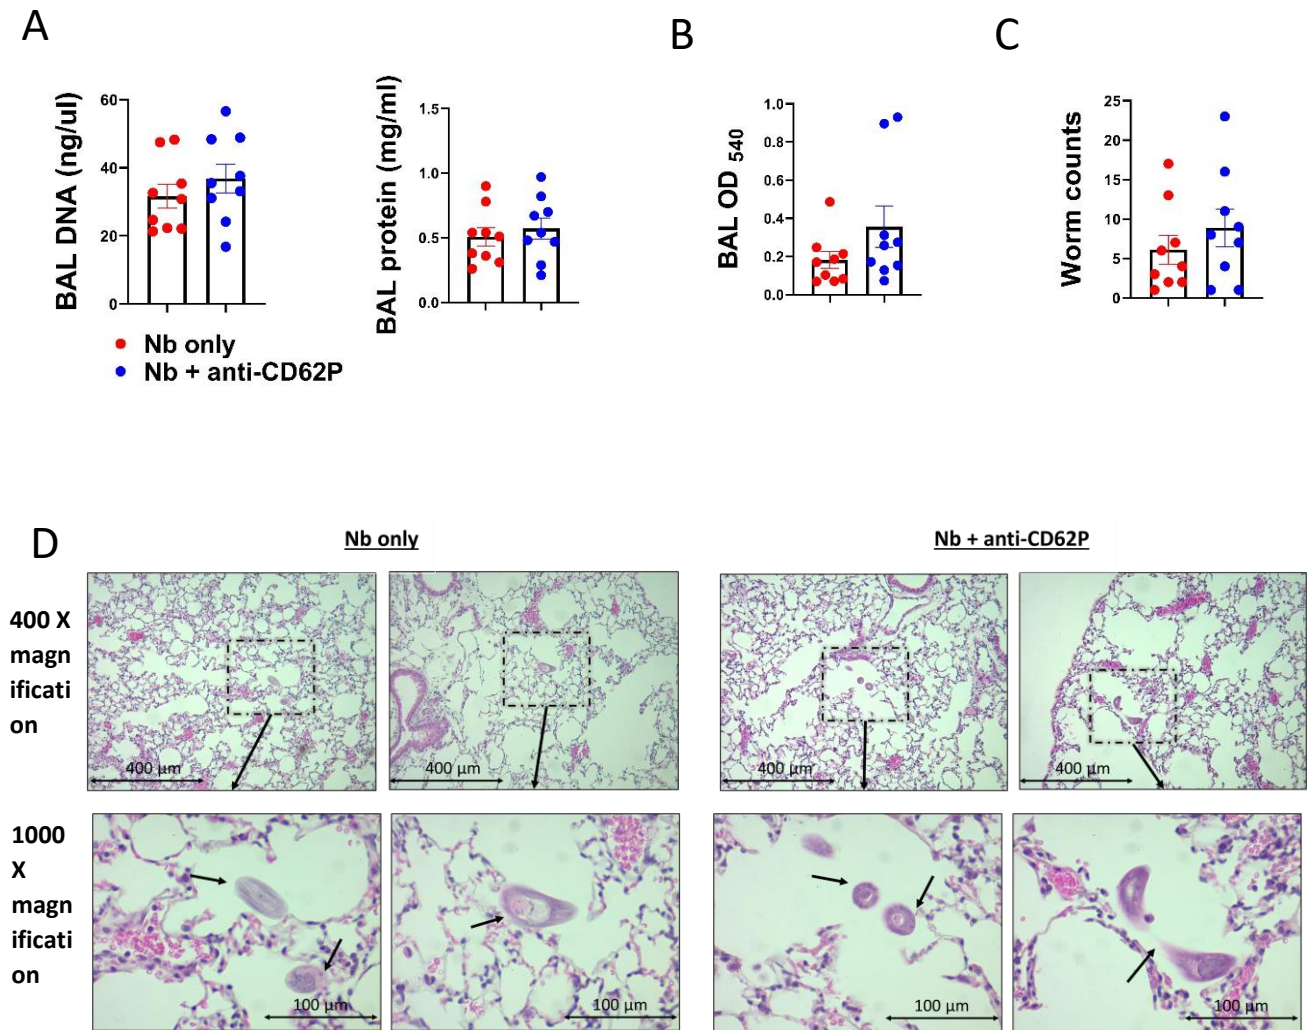 A
B
C
BAL DNA (ng/ul)
60
40
20
0
BAL protein (mg/ml)
1.5
1.0
0.5
0.0
BAL OD 540
1.0
0.8
0.6
0.4
0.2
0.0
Worm counts
25
20
15
10
5
0
Nb only
Nb + anti-CD62P
D
Nb only
Nb + anti-CD62P
400 X
magn
ificati
on
400 µm
400 µm
400 µm
400 µm
1000
X
magn
ificati
on
100 µm
100 µm
100 µm
100 µm